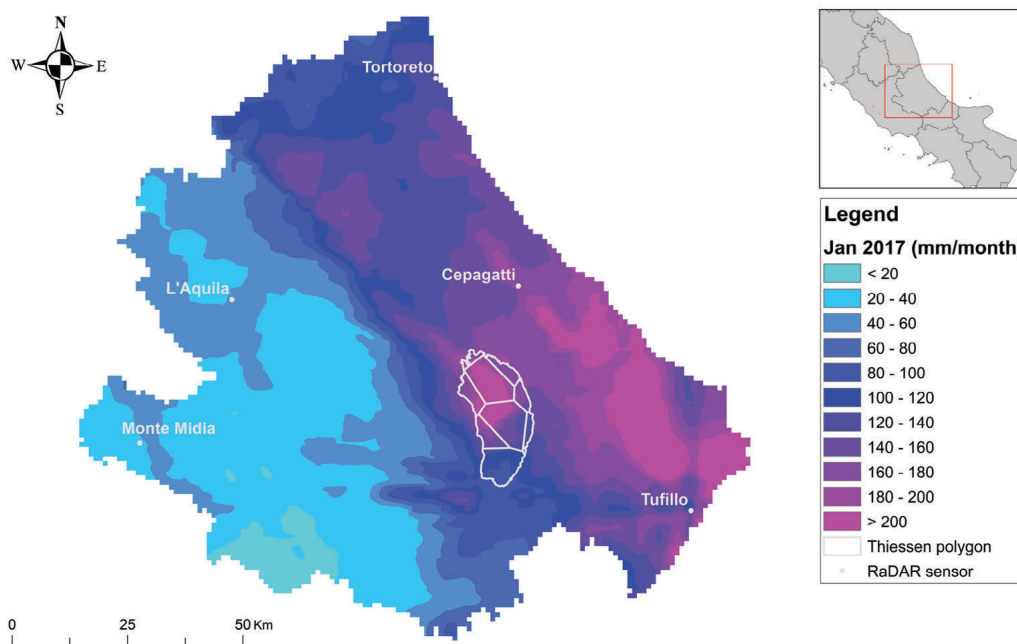 N
W E
S
Tortoreto
Cepagatti
L'Aquila
Monte Midia
Tufillo
0 25 50 Km
Legend
Jan 2017 (mm/month
< 20
20 - 40
40 - 60
60 - 80
80 - 100
100 - 120
120 - 140
140 - 160
160 - 180
180 - 200
> 200
Thiessen polygon
RaDAR sensor